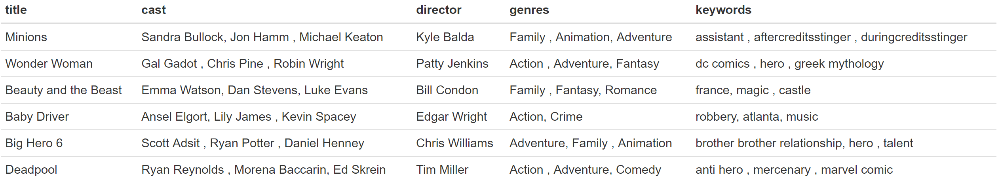 title cast director genres keywords
Minions Sandra Bullock, Jon Hamm , Michael Keaton Kyle Balda Family , Animation, Adventure assistant , aftercreditsstinger , duringcreditsstinger
Wonder Woman Gal Gadot , Chris Pine , Robin Wright Patty Jenkins Action , Adventure, Fantasy dc comics , hero , greek mythology
Beauty and the Beast Emma Watson, Dan Stevens, Luke Evans Bill Condon Family , Fantasy, Romance france, magic , castle
Baby Driver Ansel Elgort, Lily James , Kevin Spacey Edgar Wright Action, Crime robbery, atlanta, music
Big Hero 6 Scott Adsit , Ryan Potter , Daniel Henney Chris Williams Adventure, Family , Animation brother brother relationship, hero , talent
Deadpool Ryan Reynolds , Morena Baccarin, Ed Skrein Tim Miller Action , Adventure, Comedy anti hero , mercenary , marvel comic